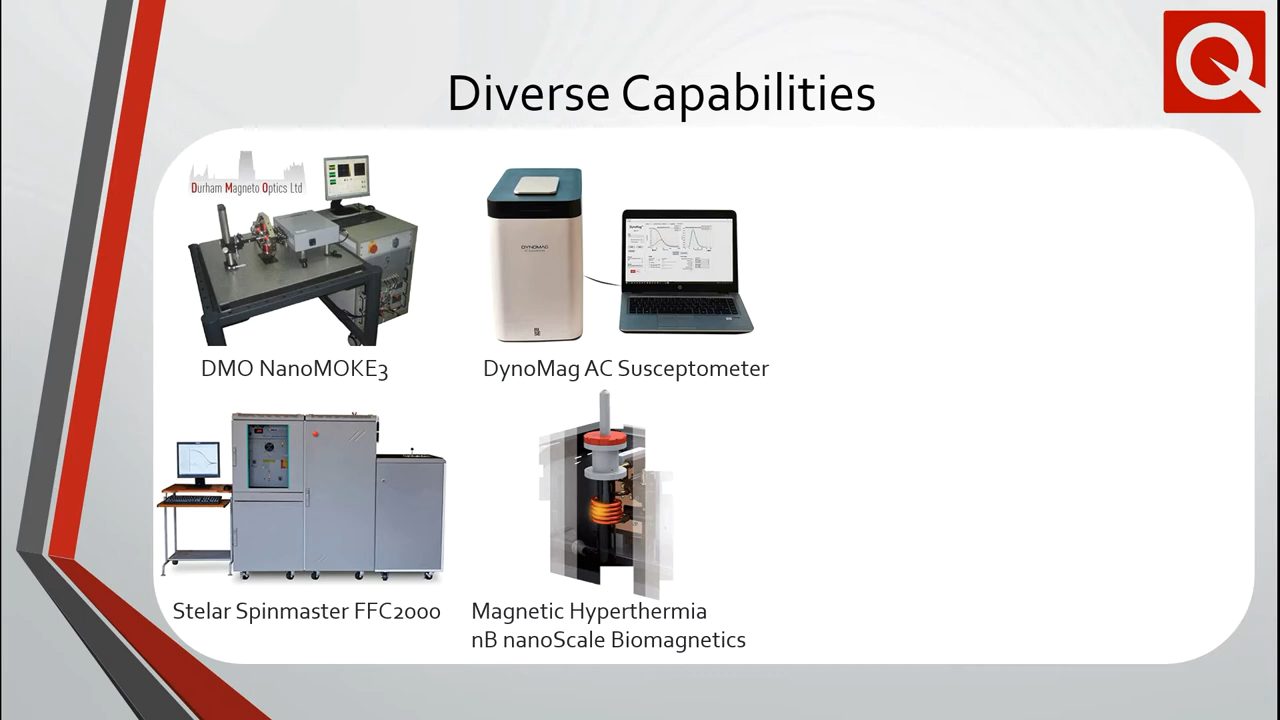 Diverse Capabilities
Durham Magneto Optics Ltd
DYNOMAG
DMO NanoMOKE3
DynoMag AC Susceptometer
Stelar Spinmaster FFC2000
Magnetic Hyperthermia
nB nanoScale Biomagnetics